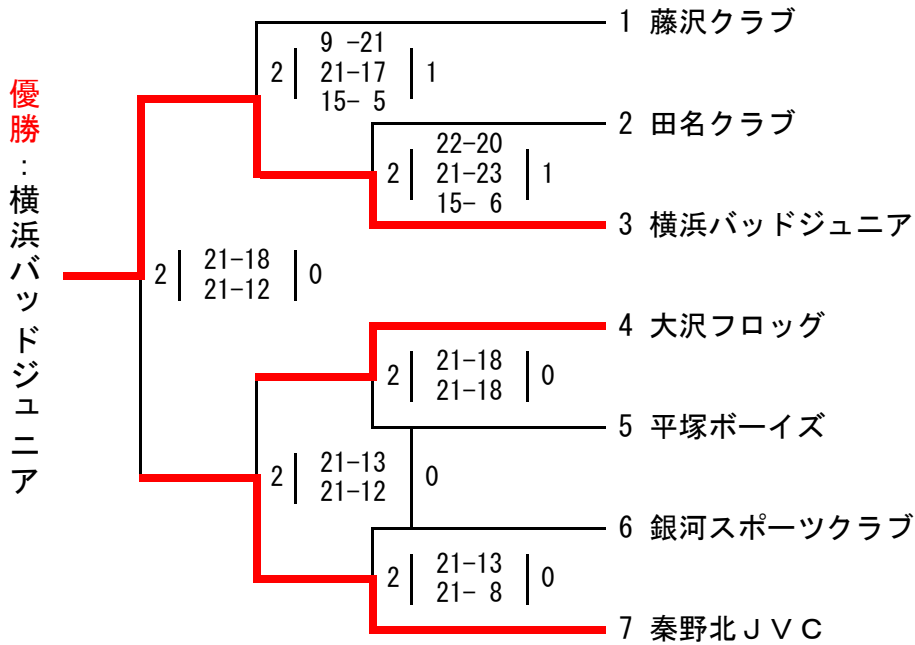 優勝：横浜バッドジュニア
1 藤沢クラブ
2 9 -21 1
21-17
15- 5
2 田名クラブ
2 22-20 1
21-23
15- 6
3 横浜バッドジュニア
2 21-18 0
21-12
4 大沢フロッグ
2 21-18 0
21-18
5 平塚ボーイズ
2 21-13 0
21-12
6 銀河スポーツクラブ
2 21-13 0
21- 8
7 秦野北ＪＶＣ